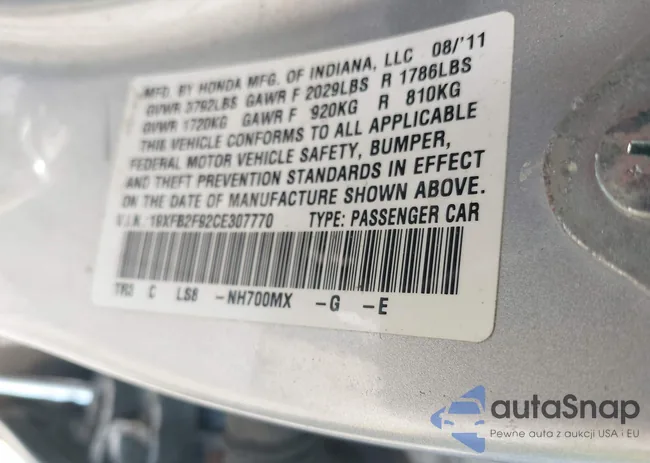 MFD. BY HONDA MFG. OF INDIANA, LLC 08/'11
GVWR 3792LBS GAWR F 2029LBS R 1786LBS
GVWR 1720KG GAWR F 920KG R 810KG
THIS VEHICLE CONFORMS TO ALL APPLICABLE
FEDERAL MOTOR VEHICLE SAFETY, BUMPER,
AND THEFT PREVENTION STANDARDS IN EFFECT
ON THE DATE OF MANUFACTURE SHOWN ABOVE.
V.I.N.: 19XFB2F92CE307770 TYPE: PASSENGER CAR
TR3 C LS8 -NH700MX -G -E
autaSnap
Pewne auta z aukcji USA i EU